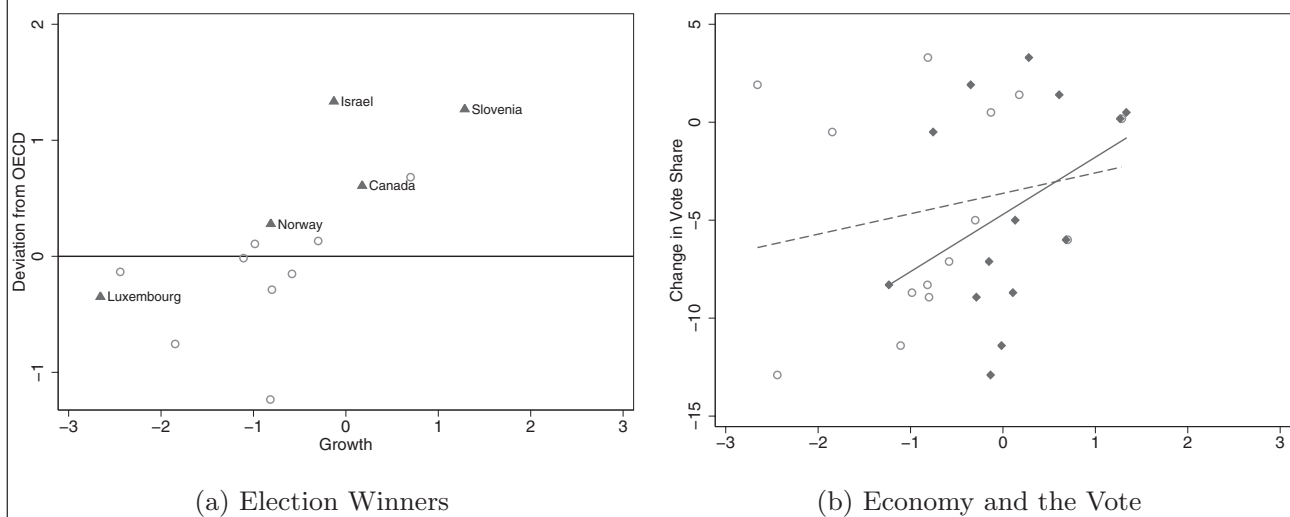 2
1
0
−1
Deviation from OECD
Israel
Slovenia
Canada
Norway
Luxembourg
−3 −2 −1 0 1 2 3
Growth
(a) Election Winners
5
0
−5
−10
−15
Change in Vote Share
−3 −2 −1 0 1 2 3
(b) Economy and the Vote